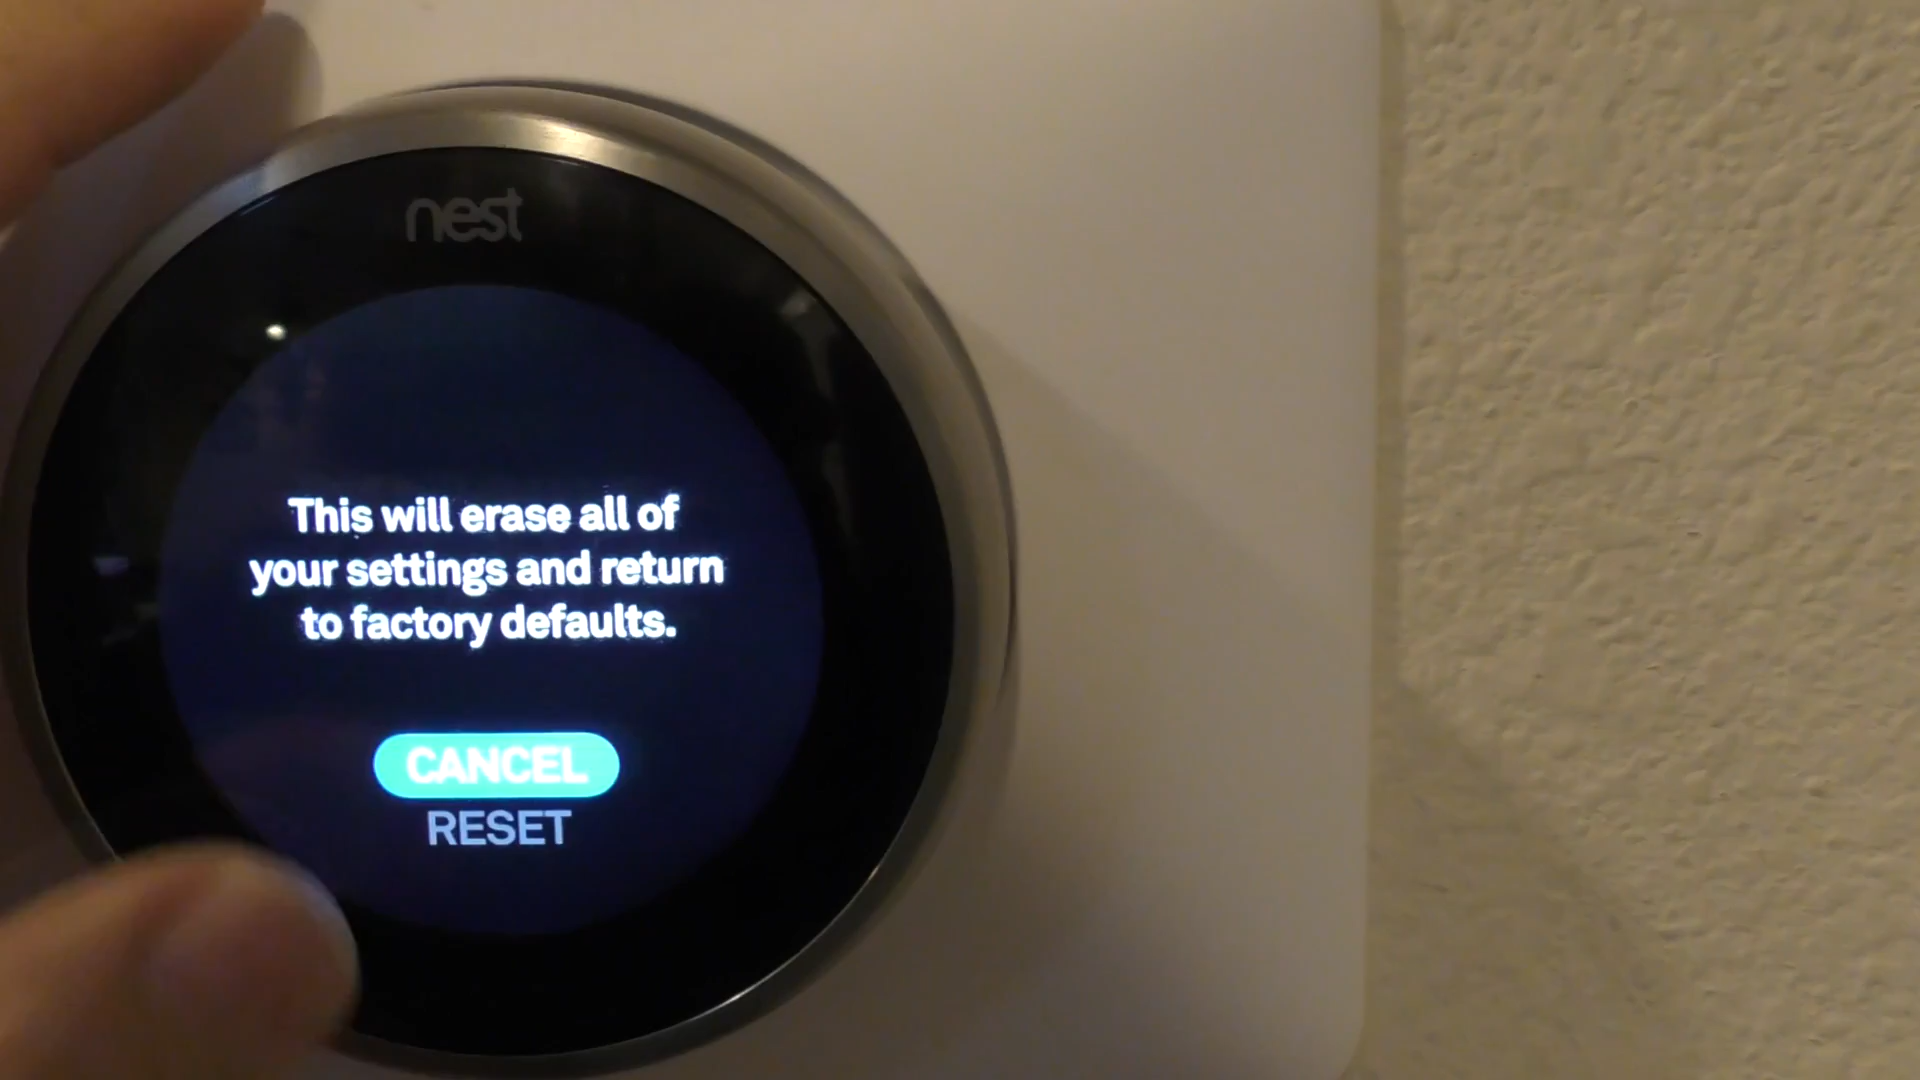 nest
This will erase all of
your settings and return
to factory defaults.
CANCEL
RESET